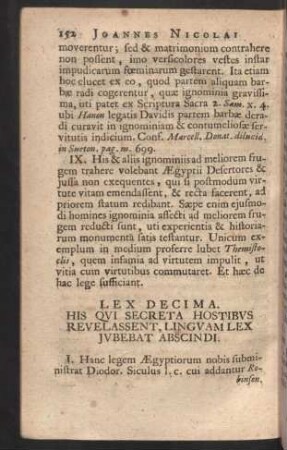 152 JOANNES NICOLAI
moverentur; sed & matrimonium contrahere
non possent, imo versicolores vestes instar
impudicarum fœminarum gestarent. Ita etiam
hoc elucet ex eo, quod partem aliquam bar-
bæ radi cogerentur, quæ ignominia gravissi-
ma, uti patet ex Scriptura Sacra 2. Sam. x. 4.
ubi Hanon legatis Davidis partem barbæ dera-
di curavit in ignominiam & contumeliosæ ser-
vitutis indicium. Conf. Marcell. Donat. dilucid.
in Sueton. pag. m. 699.
IX. His & aliis ignominiis ad meliorem fru-
gem trahere volebant Ægyptii Desertores &
jussa non exequentes, qui si postmodum vir-
tute vitam emendassent, & recta facerent, ad
priorem statum redibant. Sæpe enim ejusmo-
di homines ignominia affecti ad meliorem fru-
gem reducti sunt, uti experientia & historia-
rum monumenta satis testantur. Unicum ex-
emplum in medium proferre lubet Themisto-
clis, quem infamia ad virtutem impulit, ut
vitia cum virtutibus commutaret. Et hæc de
hac lege sufficiant.
LEX DECIMA.
HIS QVI SECRETA HOSTIBVS
REVELASSENT, LINGVAM LEX
JVBEBAT ABSCINDI.
I. Hanc legem Ægyptiorum nobis submi-
nistrat Diodor. Siculus l. c. cui addantur Ro-
binson.